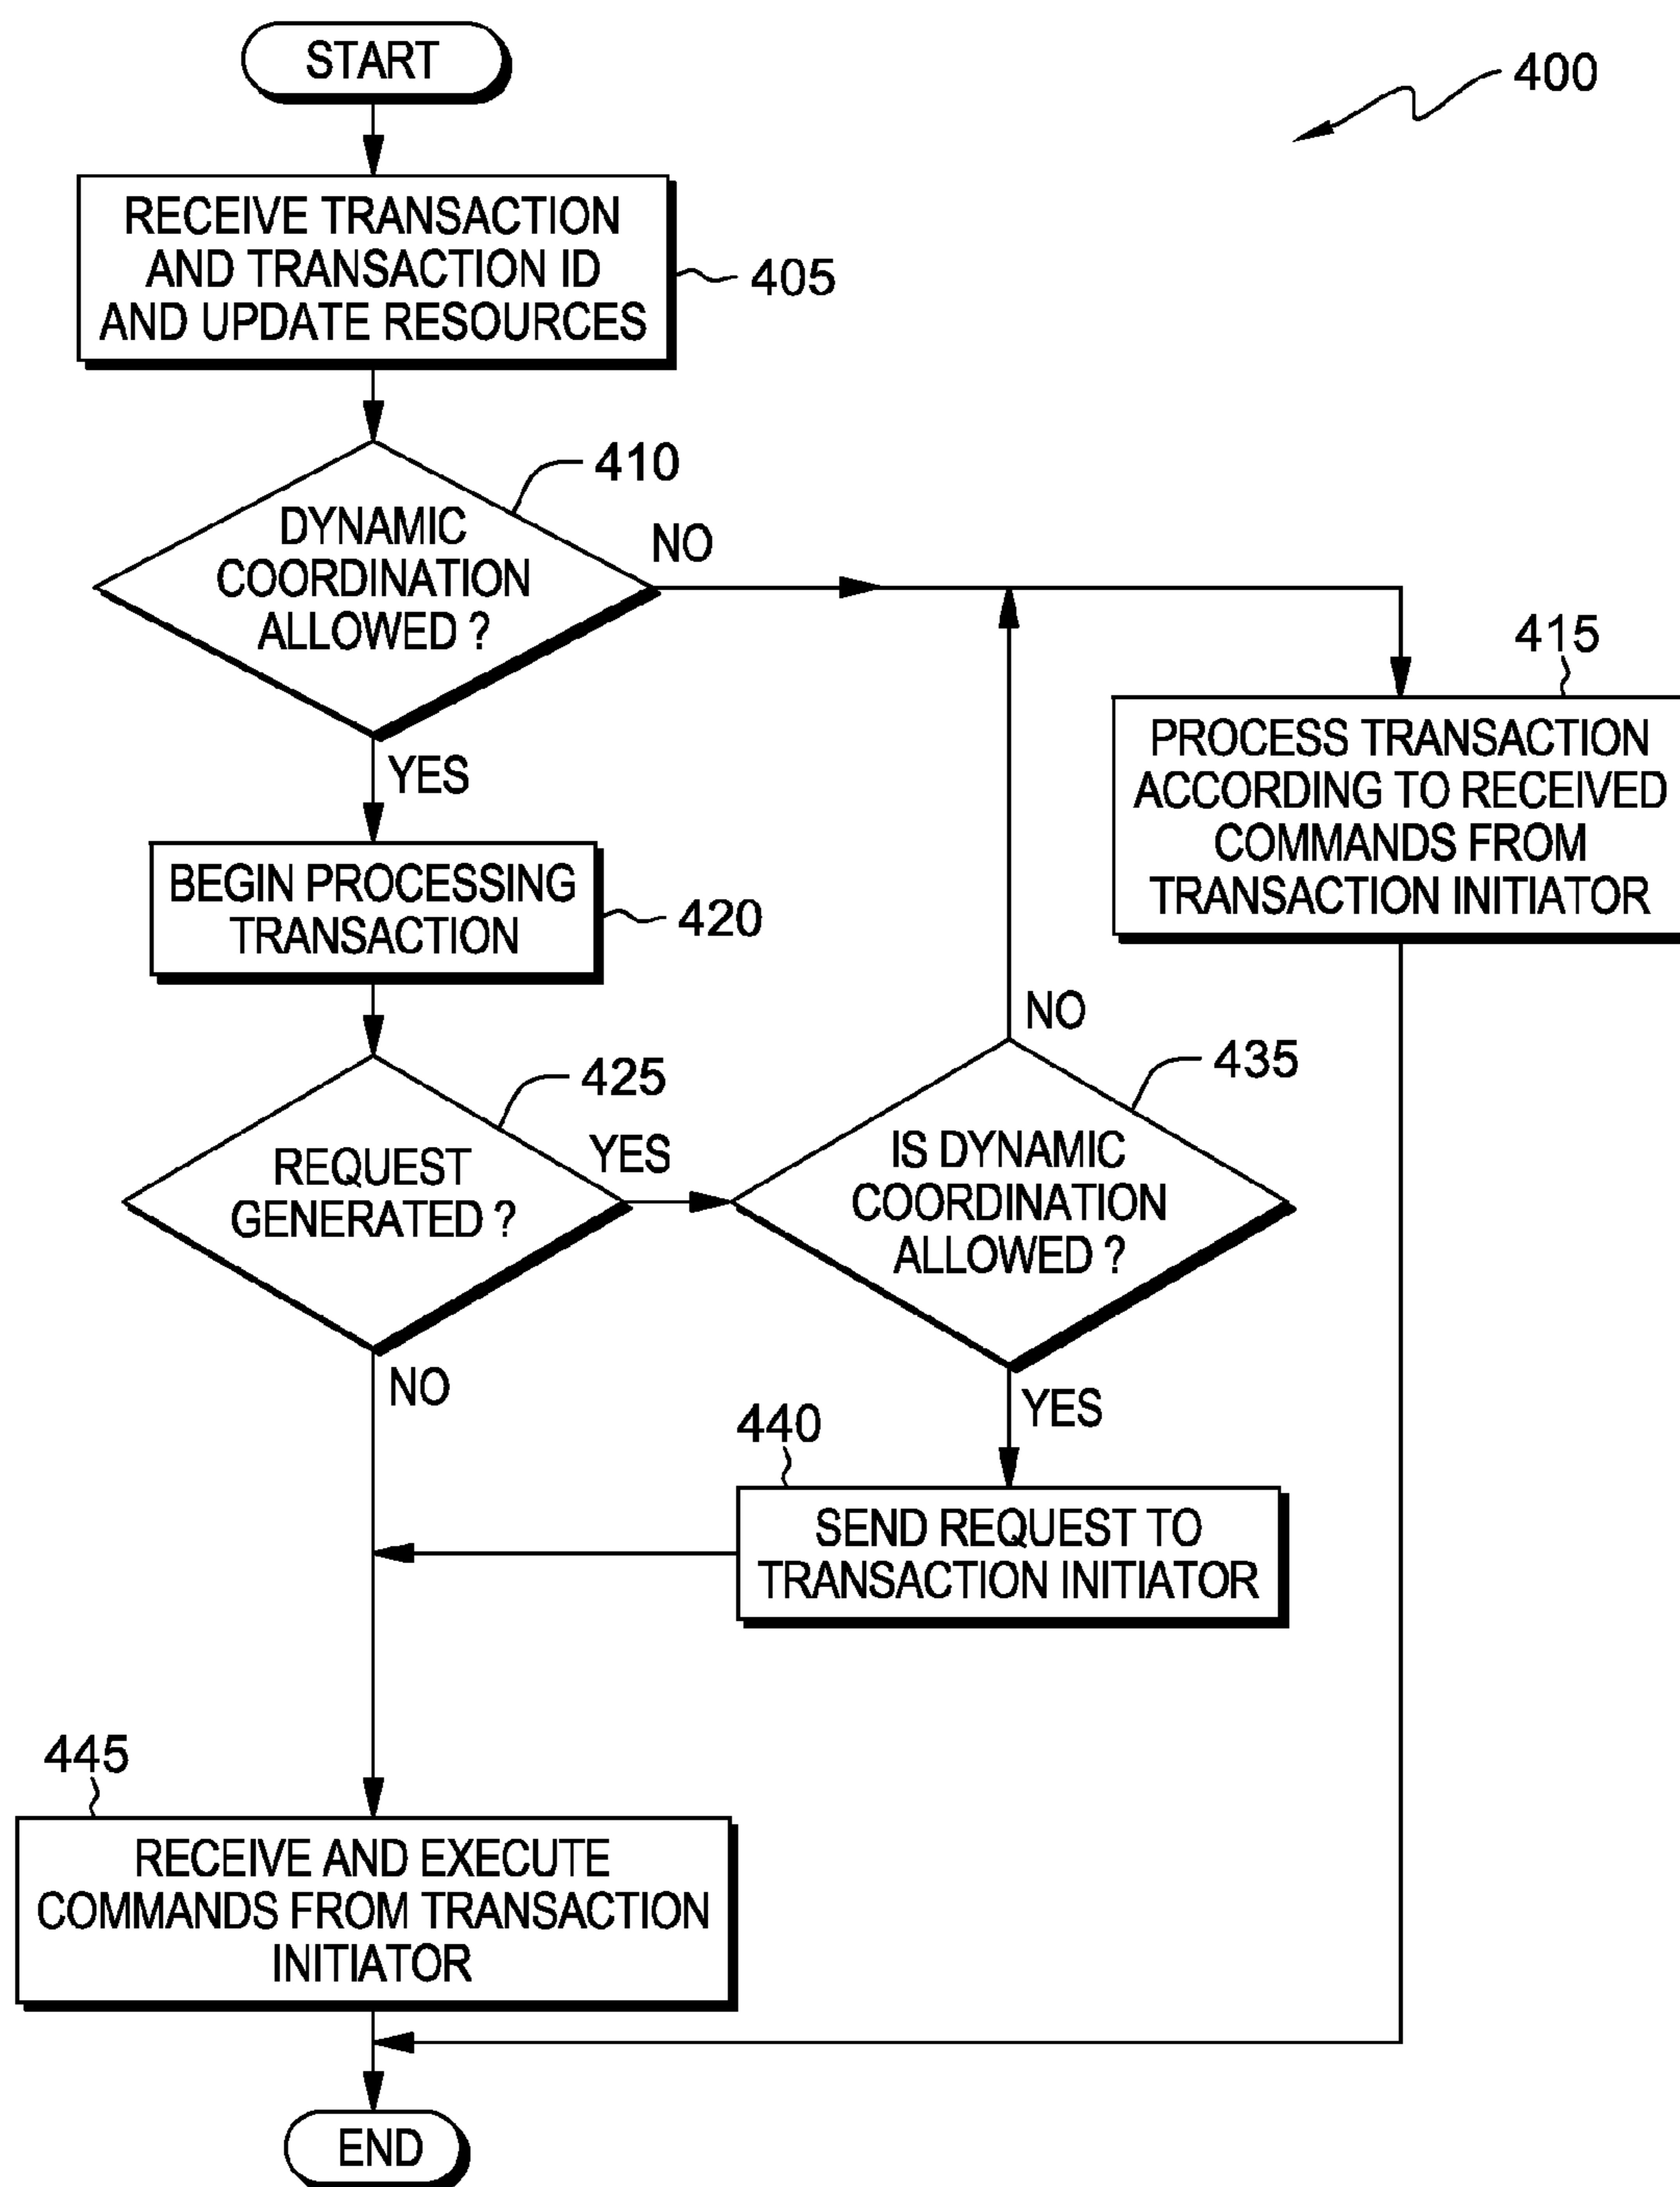 START
400
RECEIVE TRANSACTION
AND TRANSACTION ID
AND UPDATE RESOURCES
405
410
DYNAMIC
COORDINATION
ALLOWED ?
NO
YES
415
PROCESS TRANSACTION
ACCORDING TO RECEIVED
COMMANDS FROM
TRANSACTION INITIATOR
BEGIN PROCESSING
TRANSACTION
420
425
REQUEST
GENERATED ?
YES
NO
NO
435
IS DYNAMIC
COORDINATION
ALLOWED ?
YES
440
SEND REQUEST TO
TRANSACTION INITIATOR
445
RECEIVE AND EXECUTE
COMMANDS FROM TRANSACTION
INITIATOR
END